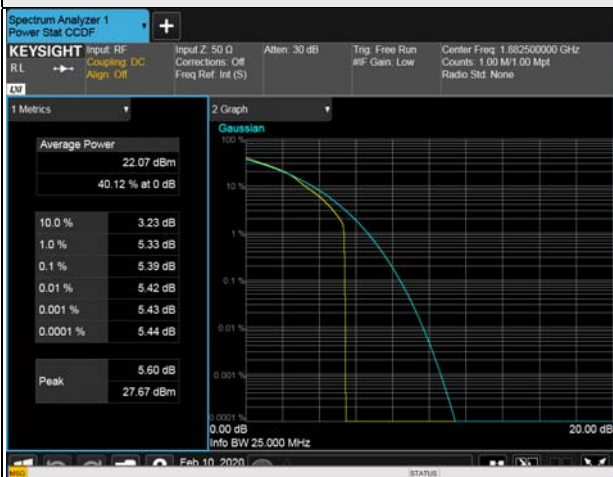 Spectrum Analyzer 1
Power Stat CCDF
+
KEYSIGHT
RL
LXI
Input: RF
Coupling: DC
Align: Off
Input Z: 50 Ω
Corrections: Off
Freq Ref: Int (S)
Atten: 30 dB
Trig: Free Run
#IF Gain: Low
Center Freq: 1.882500000 GHz
Counts: 1.00 M/1.00 Mpt
Radio Std: None
1 Metrics
Average Power
22.07 dBm
40.12 % at 0 dB
10.0 % 3.23 dB
1.0 % 5.33 dB
0.1 % 5.39 dB
0.01 % 5.42 dB
0.001 % 5.43 dB
0.0001 % 5.44 dB
Peak
5.60 dB
27.67 dBm
2 Graph
Gaussian
100 %
10 %
1 %
0.1 %
0.01 %
0.001 %
0.0001 %
0.00 dB 20.00 dB
Info BW 25.000 MHz
Feb 10, 2020
MSG STATUS